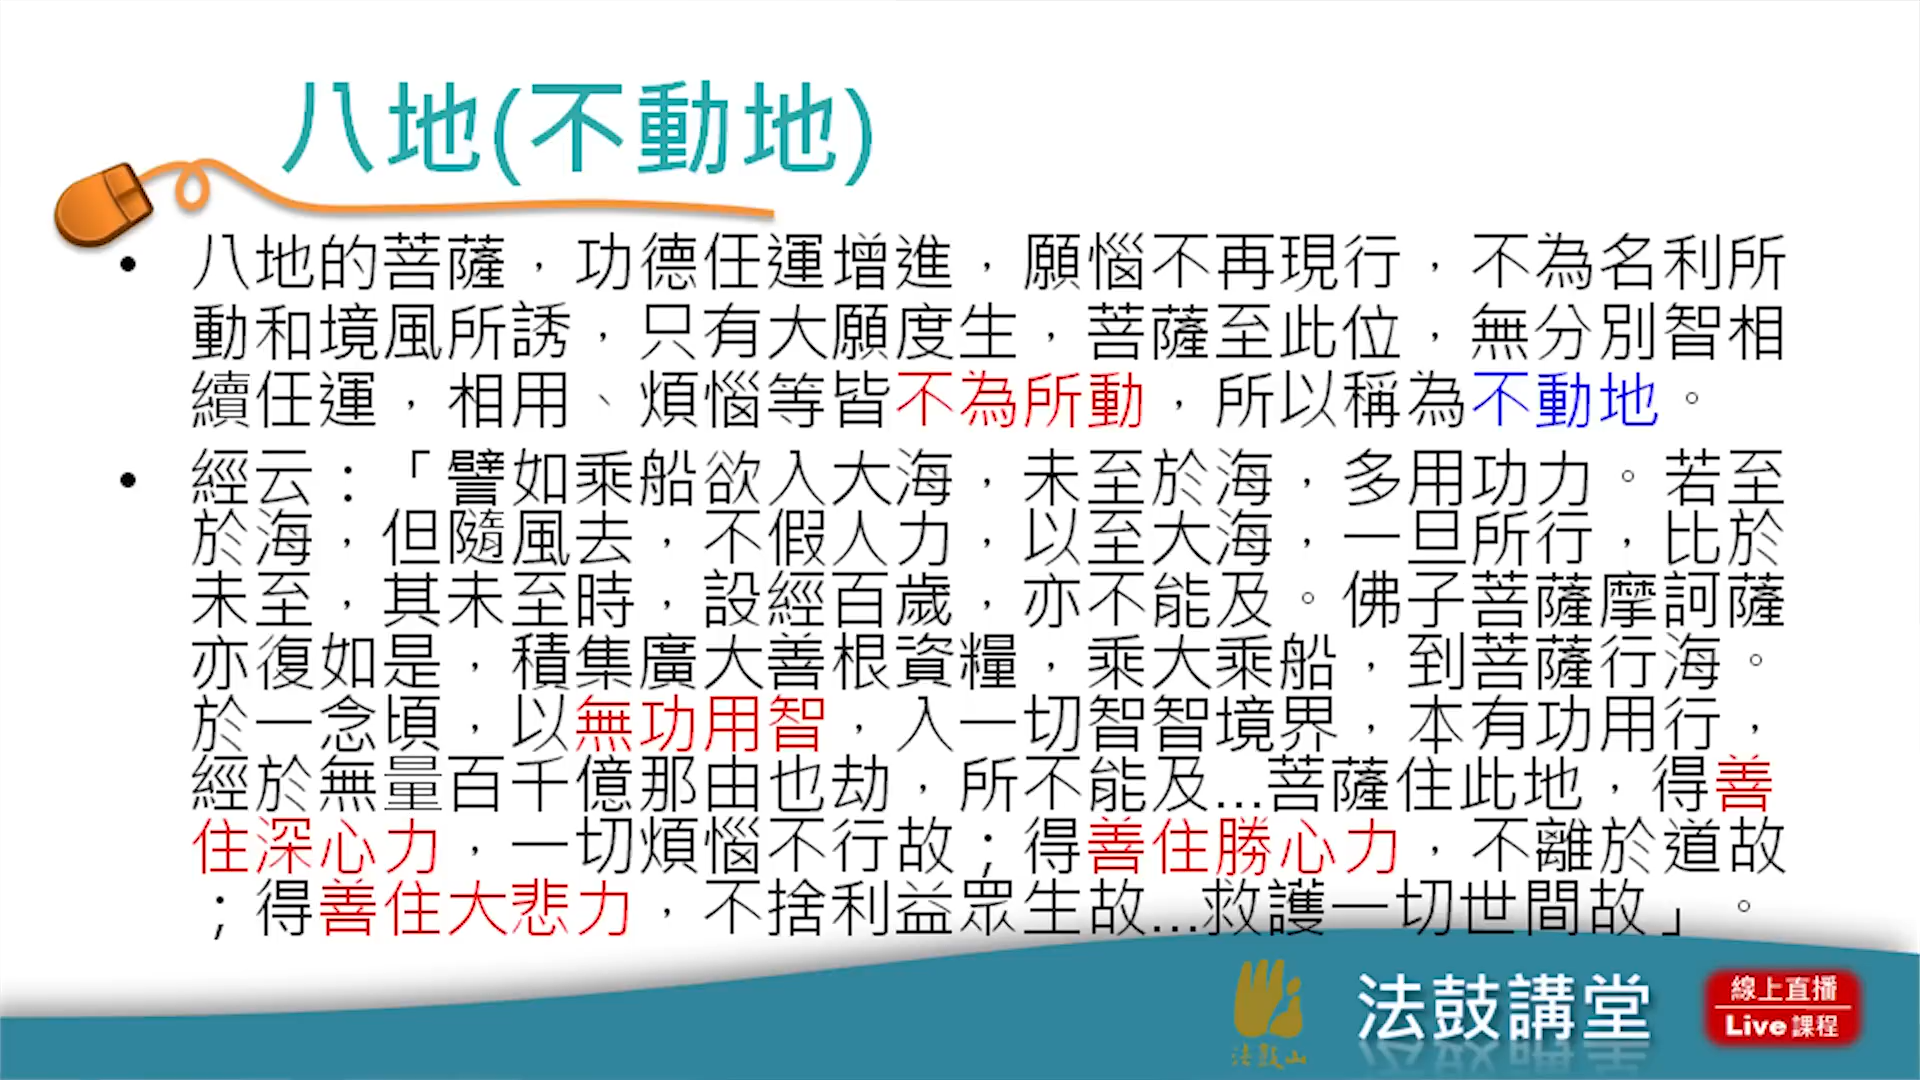 八地(不動地)
• 八地的菩薩，功德任運增進，願惱不再現行，不為名利所
動和境風所誘，只有大願度生，菩薩至此位，無分別智相
續任運，相用、煩惱等皆不為所動，所以稱為不動地。
• 經云：「譬如乘船欲入大海，未至於海，多用功力。若至
於海，但隨風去，不假人力，以至大海，一旦所行，比於
未至，其未至時，設經百歲，亦不能及。佛子菩薩摩訶薩
亦復如是，積集廣大善根資糧，乘大乘船，到菩薩行海。
於一念頃，以無功用智，入一切智智境界，本有功用行，
經於無量百千億那由也劫，所不能及...菩薩住此地，得善
住深心力，一切煩惱不行故；得善住勝心力，不離於道故
；得善住大悲力，不捨利益眾生故...救護一切世間故」。
法鼓山
法鼓講堂
線上直播
Live 課程